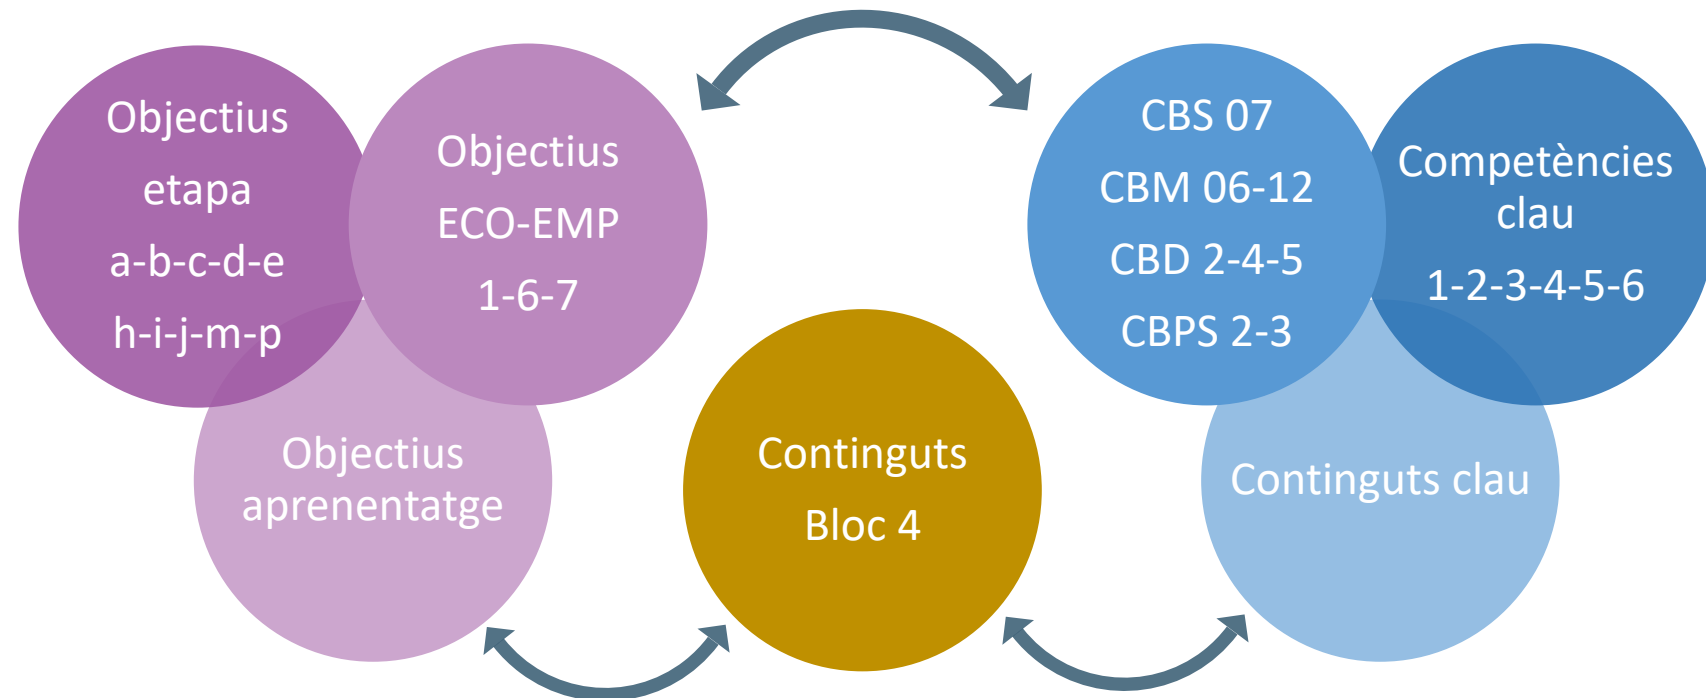 Objectius
etapa
a-b-c-d-e
h-i-j-m-p
Objectius
ECO-EMP
1-6-7
Objectius
aprenentatge
Continguts
Bloc 4
CBS 07
CBM 06-12
CBD 2-4-5
CBPS 2-3
Competències
clau
1-2-3-4-5-6
Continguts clau